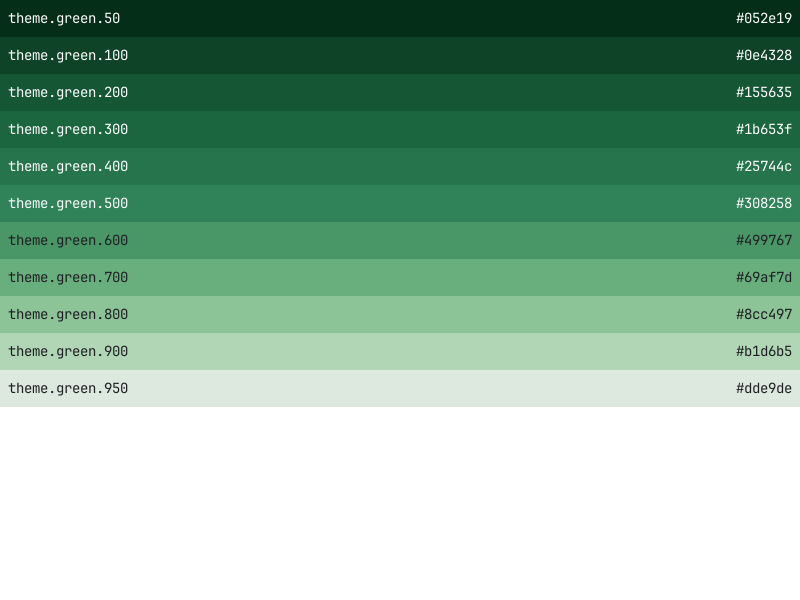 theme.green.50 #052e19
theme.green.100 #0e4328
theme.green.200 #155635
theme.green.300 #1b653f
theme.green.400 #25744c
theme.green.500 #308258
theme.green.600 #499767
theme.green.700 #69af7d
theme.green.800 #8cc497
theme.green.900 #b1d6b5
theme.green.950 #dde9de